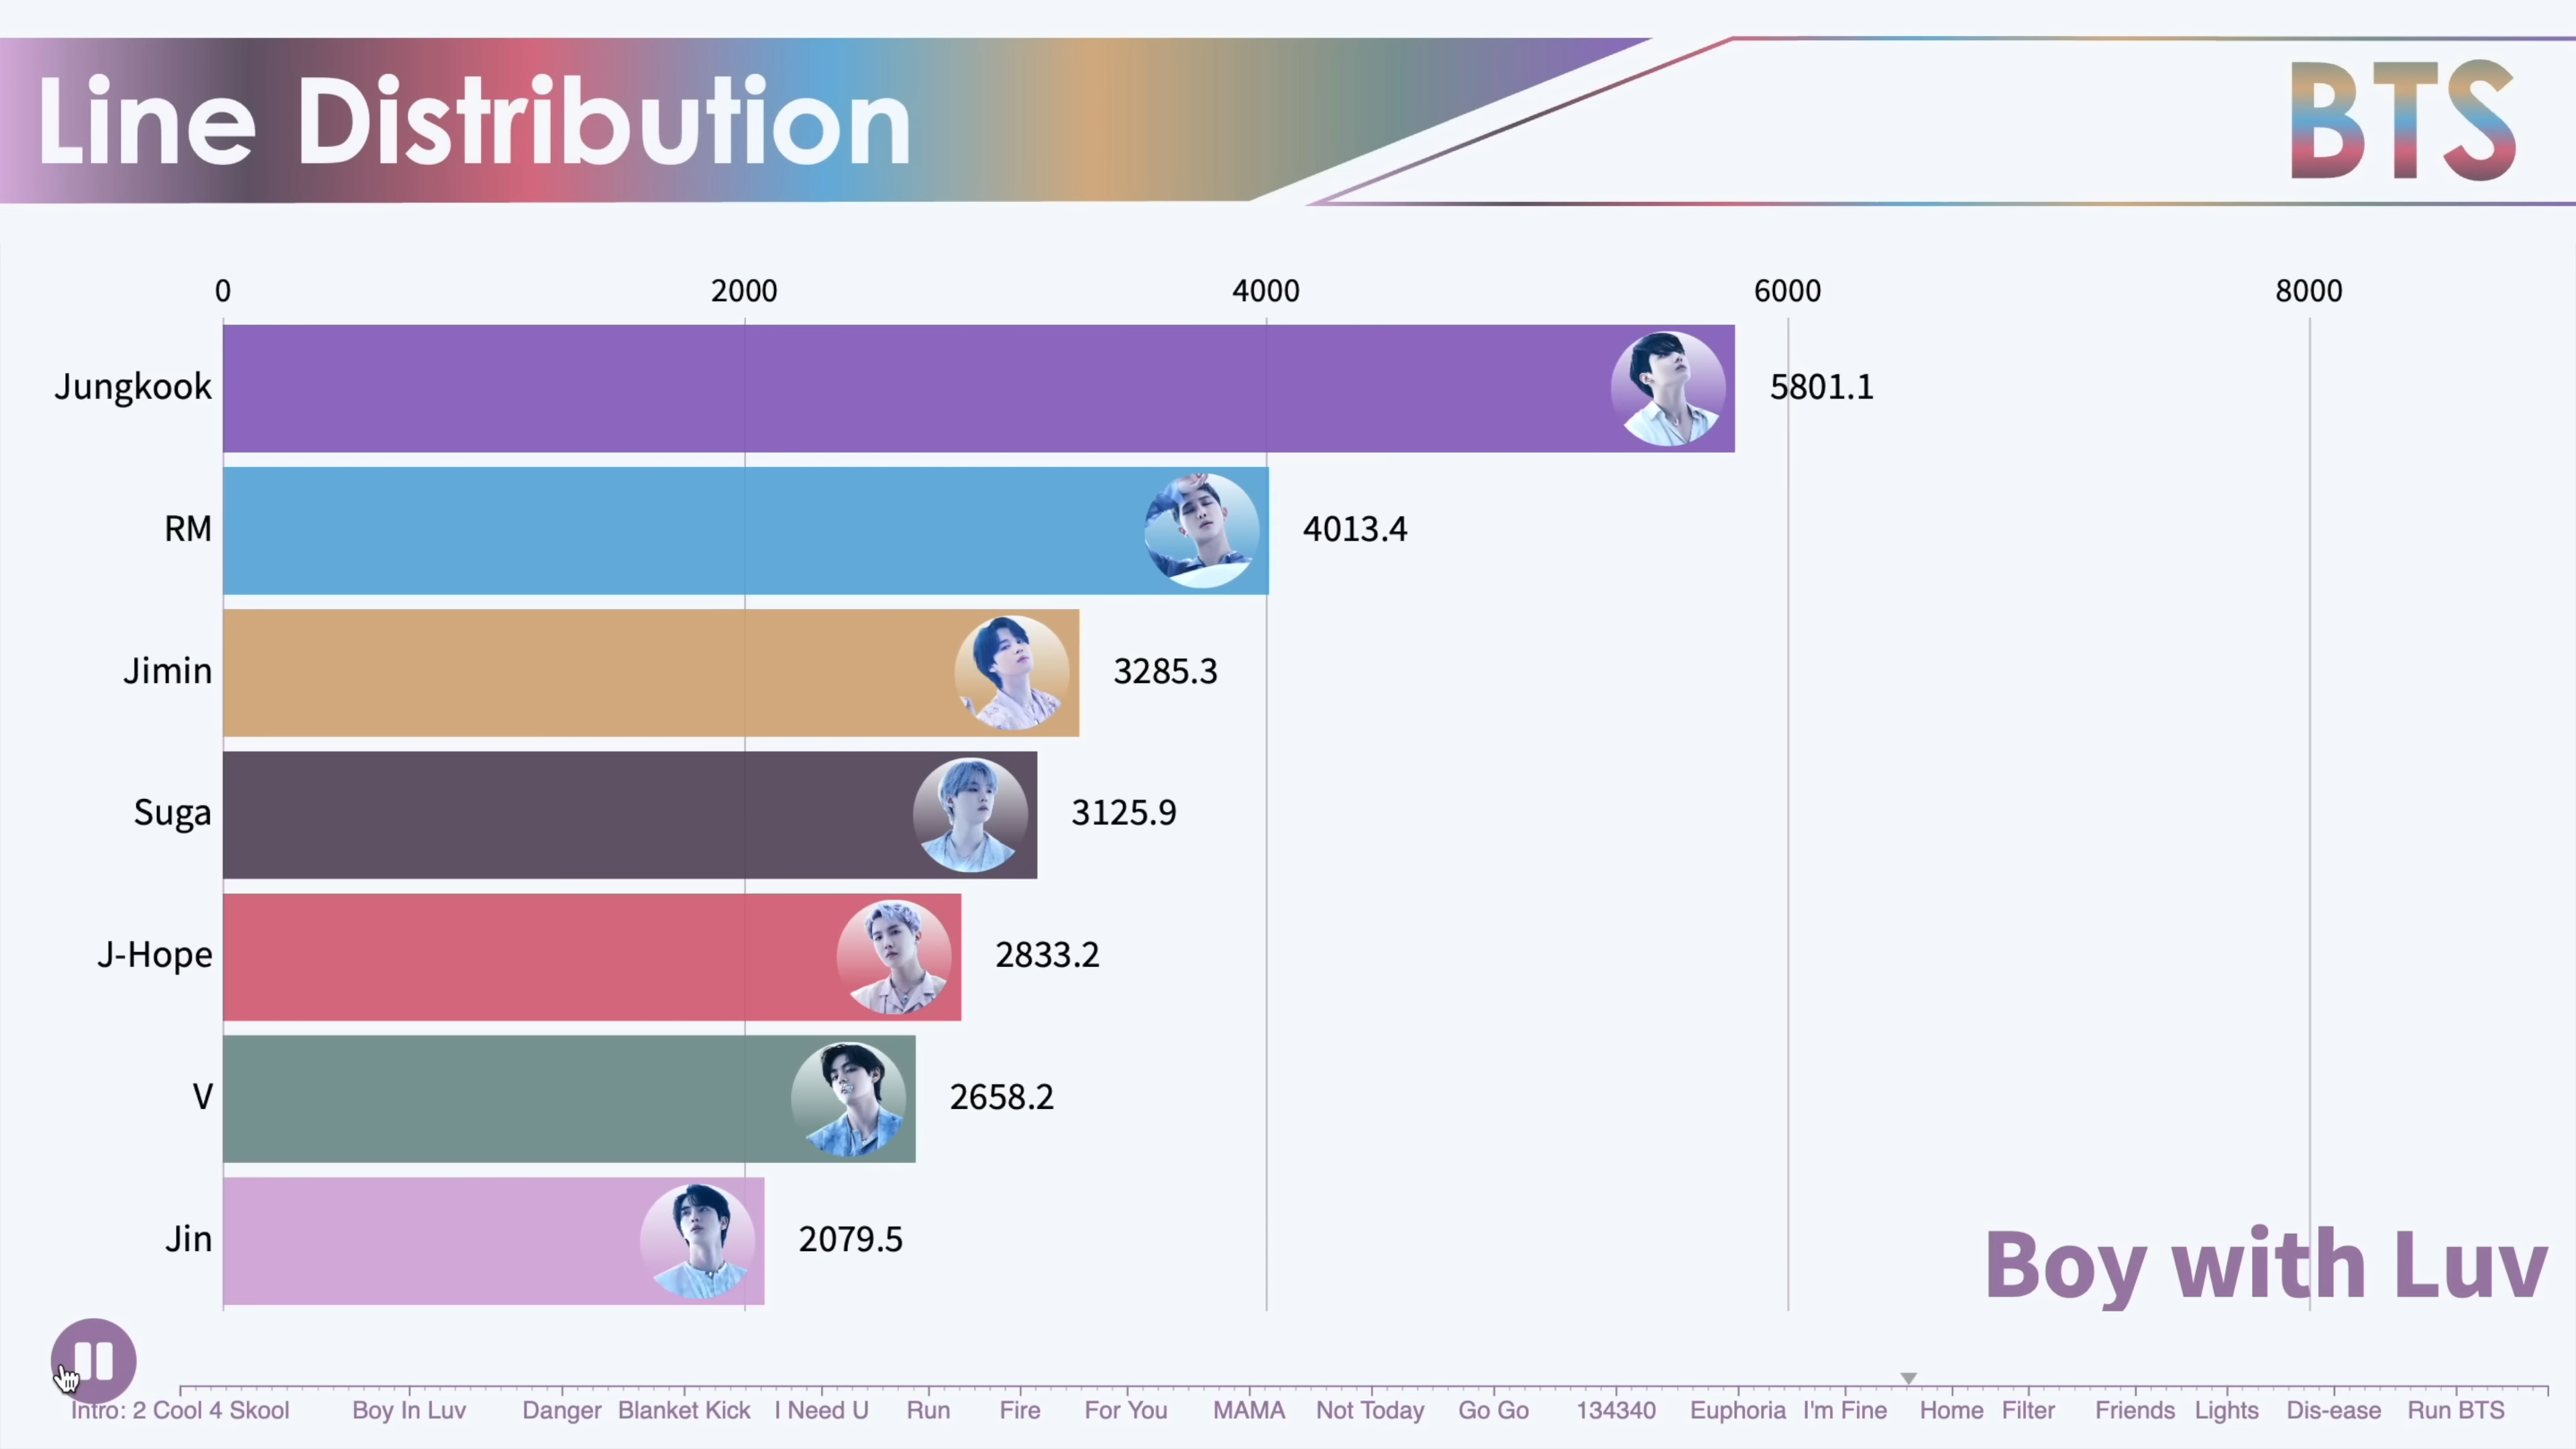 Line Distribution
BTS
0 2000 4000 6000 8000
Jungkook 5801.1
RM 4013.4
Jimin 3285.3
Suga 3125.9
J-Hope 2833.2
V 2658.2
Jin 2079.5
Boy with Luv
Intro: 2 Cool 4 Skool Boy In Luv Danger Blanket Kick I Need U Run Fire For You MAMA Not Today Go Go 134340 Euphoria I'm Fine Home Filter Friends Lights Dis-ease Run BTS